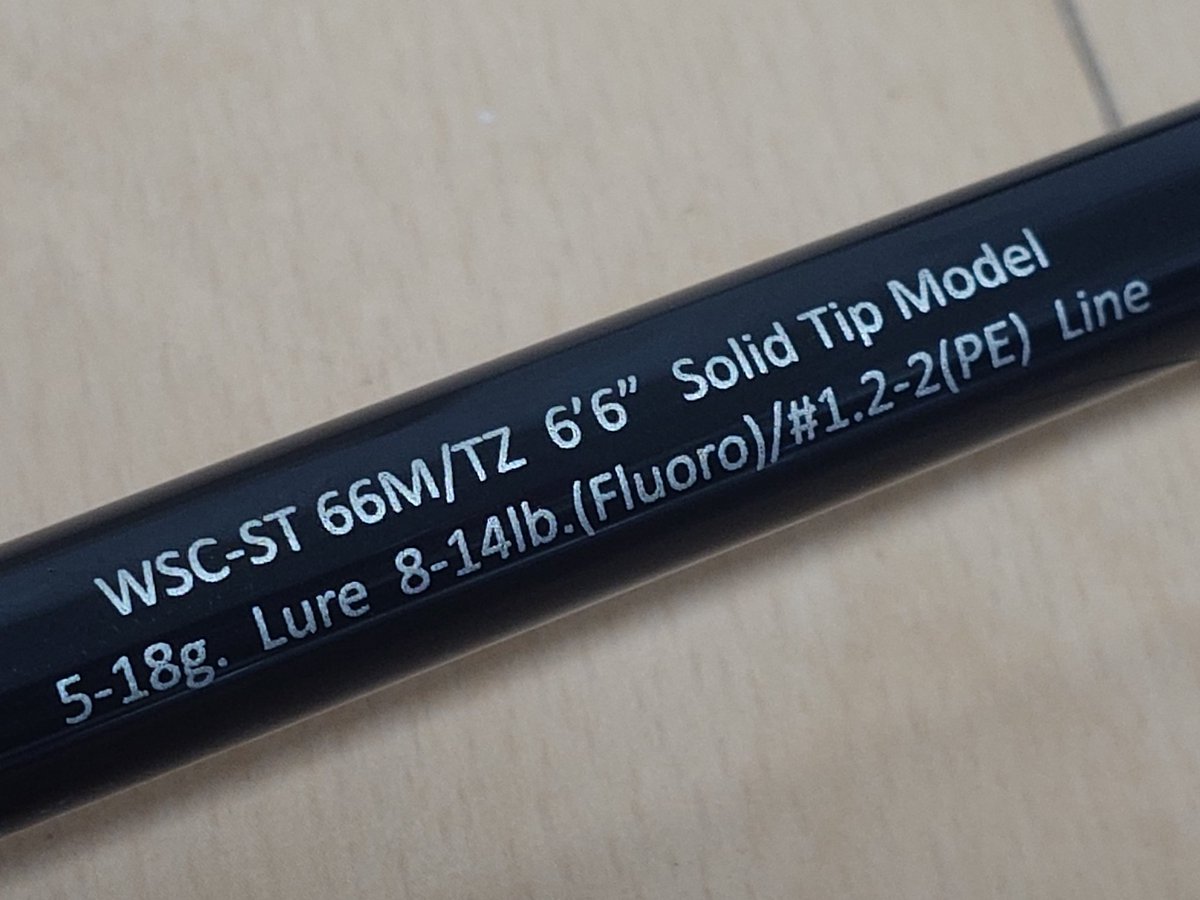 WSC-ST 66M/TZ 6'6” Solid Tip Model
5-18g. Lure 8-14lb.(Fluoro)/#1.2-2(PE) Line